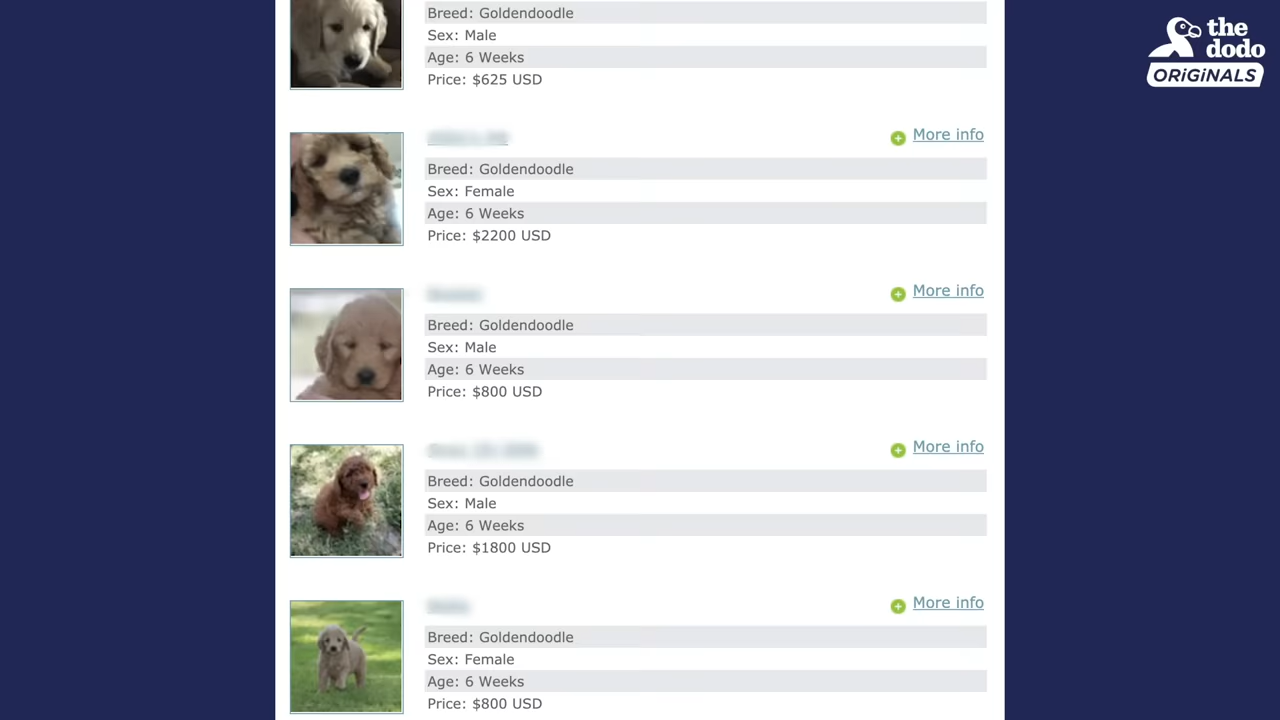 the
dodo
ORiGiNALS
Breed: Goldendoodle
Sex: Male
Age: 6 Weeks
Price: $625 USD
More info
Breed: Goldendoodle
Sex: Female
Age: 6 Weeks
Price: $2200 USD
More info
Breed: Goldendoodle
Sex: Male
Age: 6 Weeks
Price: $800 USD
More info
Breed: Goldendoodle
Sex: Male
Age: 6 Weeks
Price: $1800 USD
More info
Breed: Goldendoodle
Sex: Female
Age: 6 Weeks
Price: $800 USD